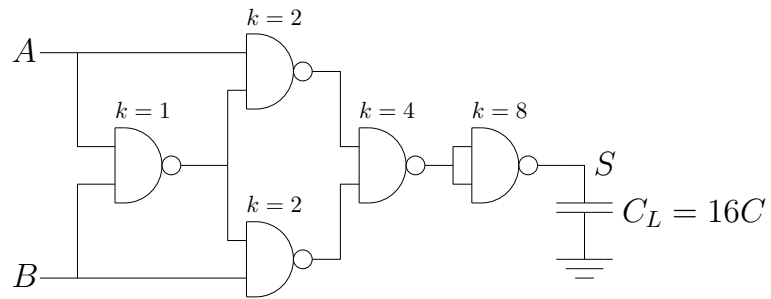 k = 2
A
k = 1
k = 4
k = 8
S
k = 2
C_L = 16C
B